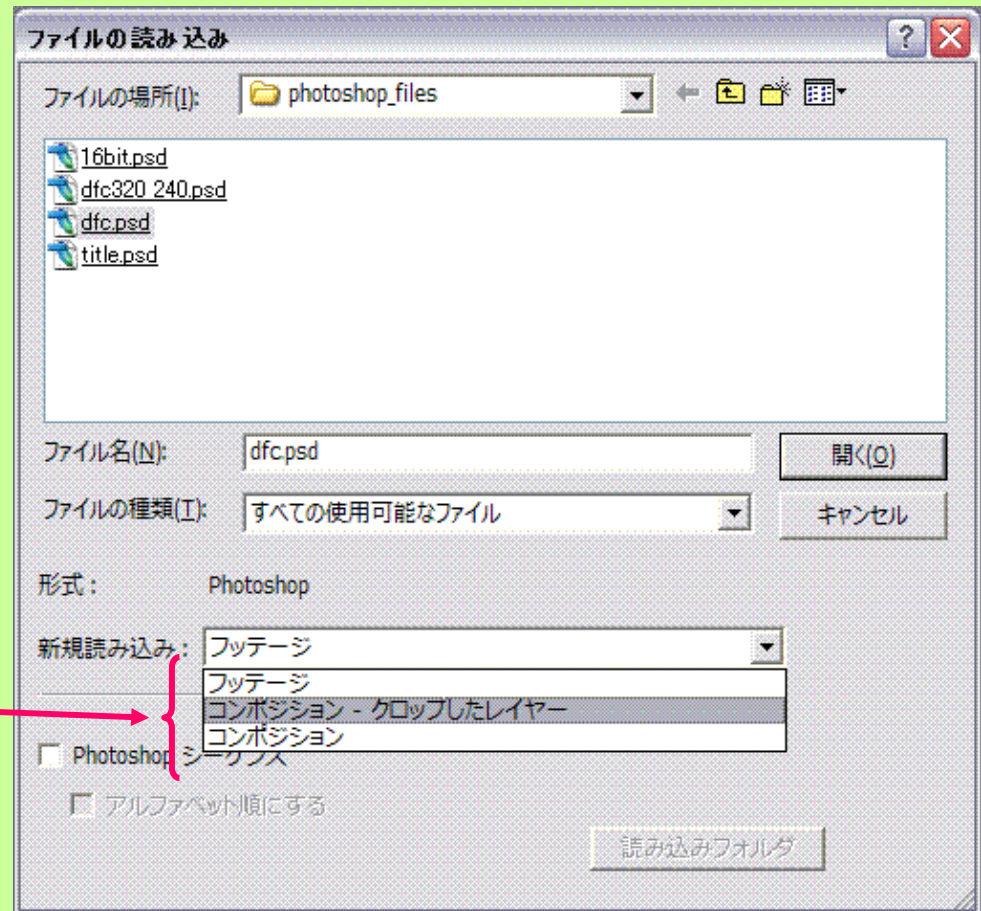 ファイルの読み込み
ファイルの場所(I): photoshop_files
16bit.psd
dfc320 240.psd
dfc.psd
title.psd
ファイル名(N): dfc.psd 開く(O)
ファイルの種類(T): すべての使用可能なファイル キャンセル
形式 : Photoshop
新規読み込み : フッテージ
フッテージ
コンポジション - クロップしたレイヤー
コンポジション
Photoshop シーケンス
アルファベット順にする
読み込みフォルダ